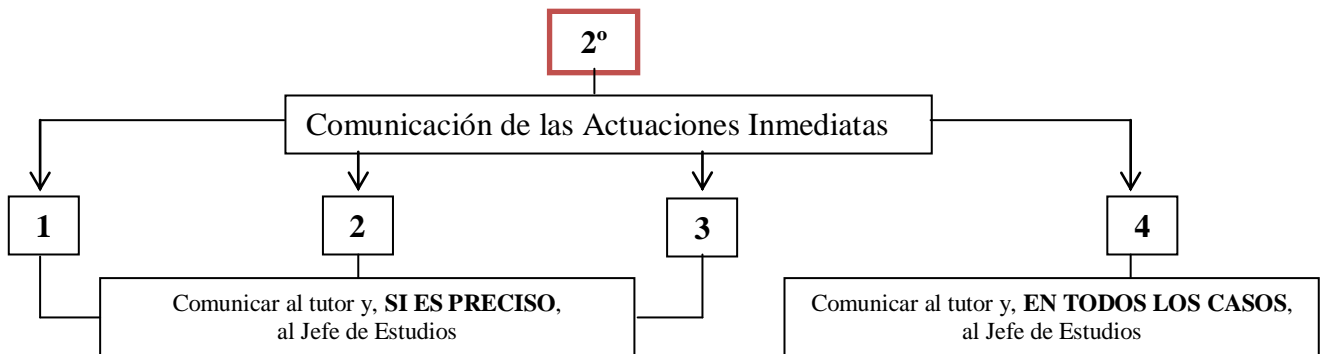 2º
Comunicación de las Actuaciones Inmediatas
1
2
3
4
Comunicar al tutor y, SI ES PRECISO,
al Jefe de Estudios
Comunicar al tutor y, EN TODOS LOS CASOS,
al Jefe de Estudios